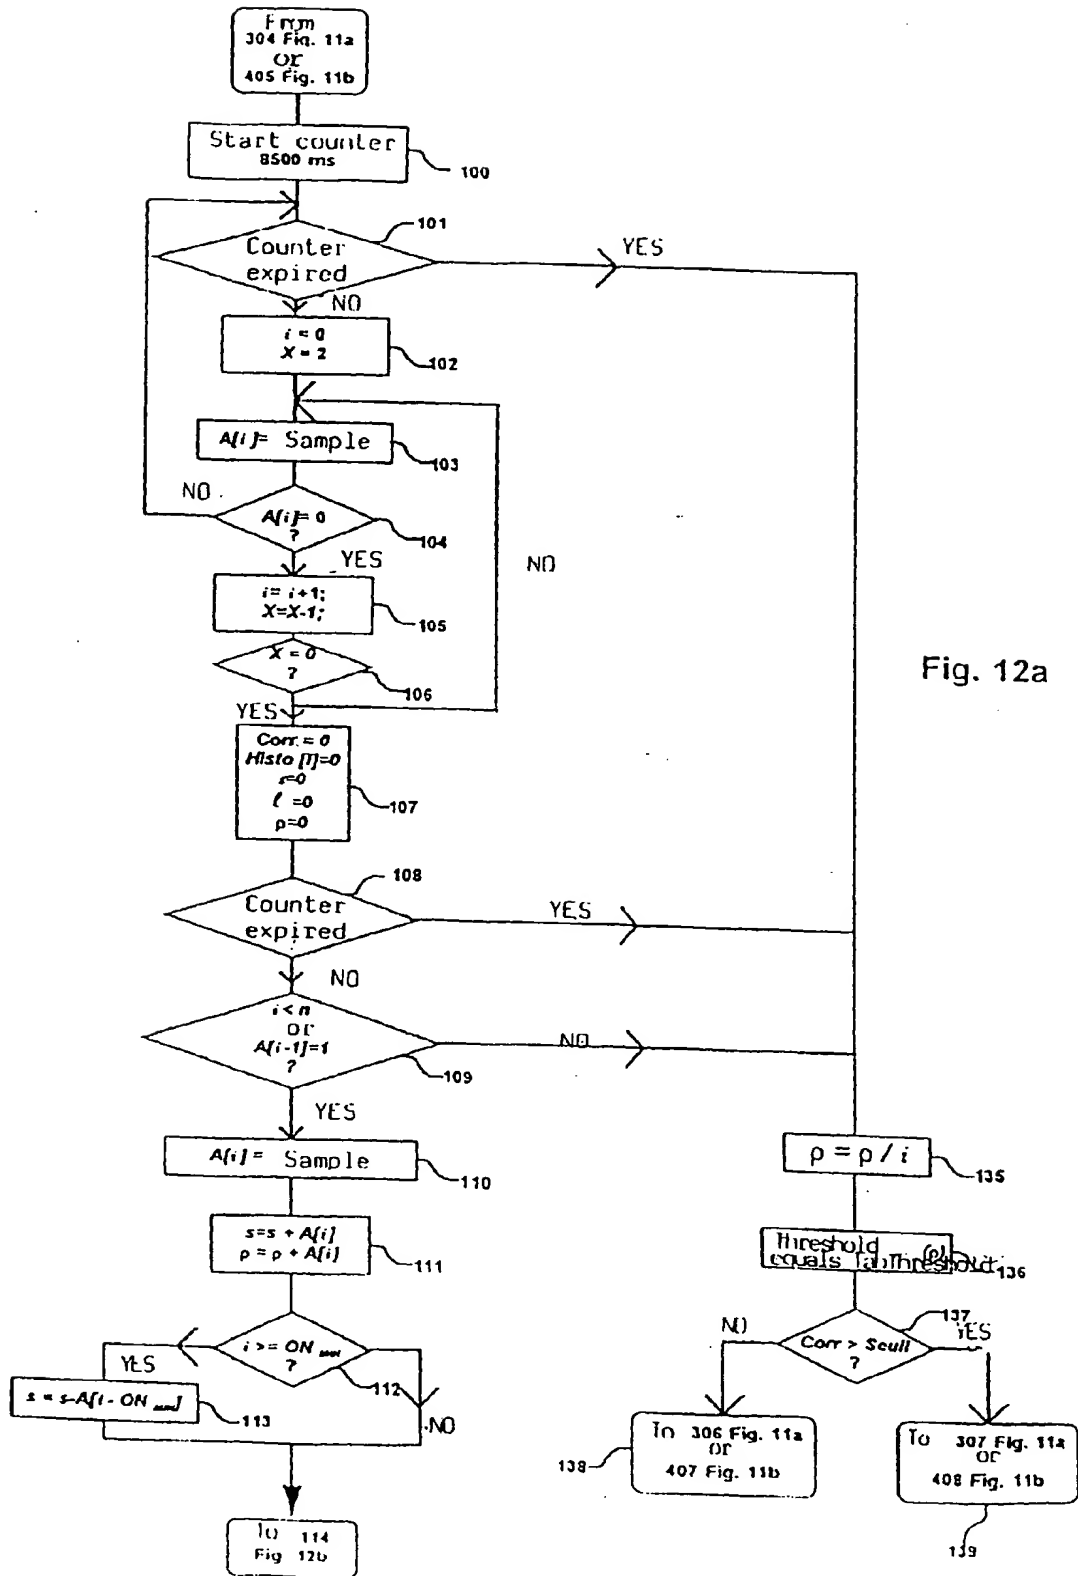 From
304 Fig. 11a
or
405 Fig. 11b
Start counter
8500 ms
100
101
Counter
expired
YES
NO
i = 0
X = 2
102
A[i]= Sample
103
NO
A[i]= 0
?
104
YES
NO
i= i+1;
X=X-1;
105
X = 0
?
106
YES
Fig. 12a
Corr. = 0
Histo [T]=0
s=0
ℓ =0
ρ=0
107
108
Counter
expired
YES
NO
i < n
or
A[i-1]=1
?
NO
109
YES
A[i]= Sample
110
ρ = ρ / i
135
s=s + A[i]
ρ = ρ + A[i]
111
Threshold
equals TabThreshold
136
137
NO
Corr > Seuil
?
YES
i >= ON
?
112
YES
s = s-A[i - ON
113
NO
To 306 Fig. 11a
or
407 Fig. 11b
138
To 307 Fig. 11a
or
408 Fig. 11b
139
To 114
Fig 12b